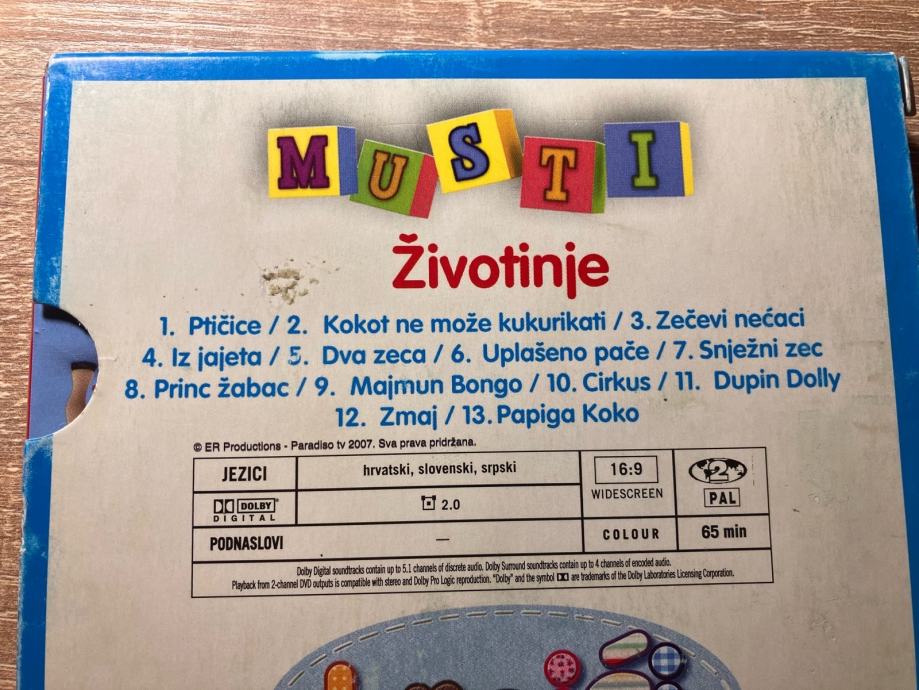 MUSTI
Životinje
1. Ptičice / 2. Kokot ne može kukurikati / 3. Zečevi nećaci
4. Iz jajeta / 5. Dva zeca / 6. Uplašeno pače / 7. Snježni zec
8. Princ žabac / 9. Majmun Bongo / 10. Cirkus / 11. Dupin Dolly
12. Zmaj / 13. Papiga Koko
© ER Productions - Paradiso tv 2007. Sva prava pridržana.
JEZICI hrvatski, slovenski, srpski 16:9 WIDESCREEN 2 PAL
DOLBY DIGITAL 2.0
PODNASLOVI — COLOUR 65 min
Dolby Digital soundtracks contain up to 5.1 channels of discrete audio. Dolby Surround soundtracks contain up to 4 channels of encoded audio.
Playback from 2-channel DVD outputs is compatible with stereo and Dolby Pro Logic reproduction. "Dolby" and the symbol are trademarks of the Dolby Laboratories Licensing Corporation.